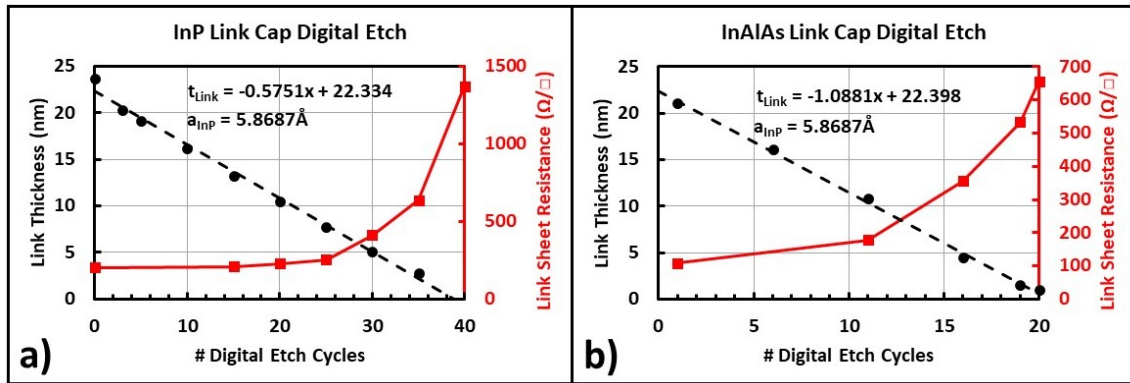 InP Link Cap Digital Etch
25
20
15
10
5
0
Link Thickness (nm)
t_Link = -0.5751x + 22.334
a_InP = 5.8687Å
1500
1000
500
0
Link Sheet Resistance (Ω/□)
0 10 20 30 40
# Digital Etch Cycles
a)
InAlAs Link Cap Digital Etch
25
20
15
10
5
0
Link Thickness (nm)
t_Link = -1.0881x + 22.398
a_InP = 5.8687Å
700
600
500
400
300
200
100
0
Link Sheet Resistance (Ω/□)
0 5 10 15 20
# Digital Etch Cycles
b)